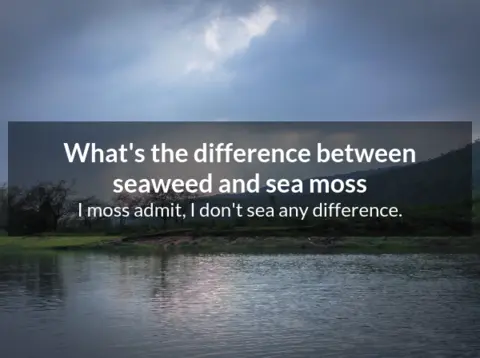 What's the difference between
seaweed and sea moss
I moss admit, I don't sea any difference.